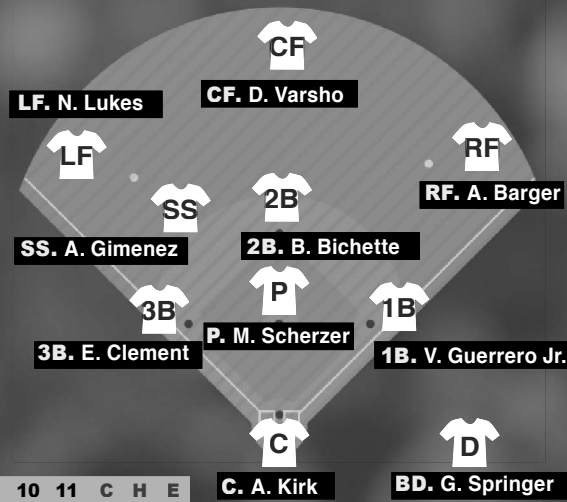 CF
CF. D. Varsho
LF. N. Lukes
LF
RF
RF. A. Barger
SS
2B
SS. A. Gimenez
2B. B. Bichette
P
3B
1B
P. M. Scherzer
3B. E. Clement
1B. V. Guerrero Jr.
C
D
C. A. Kirk
BD. G. Springer
10 11 C H E